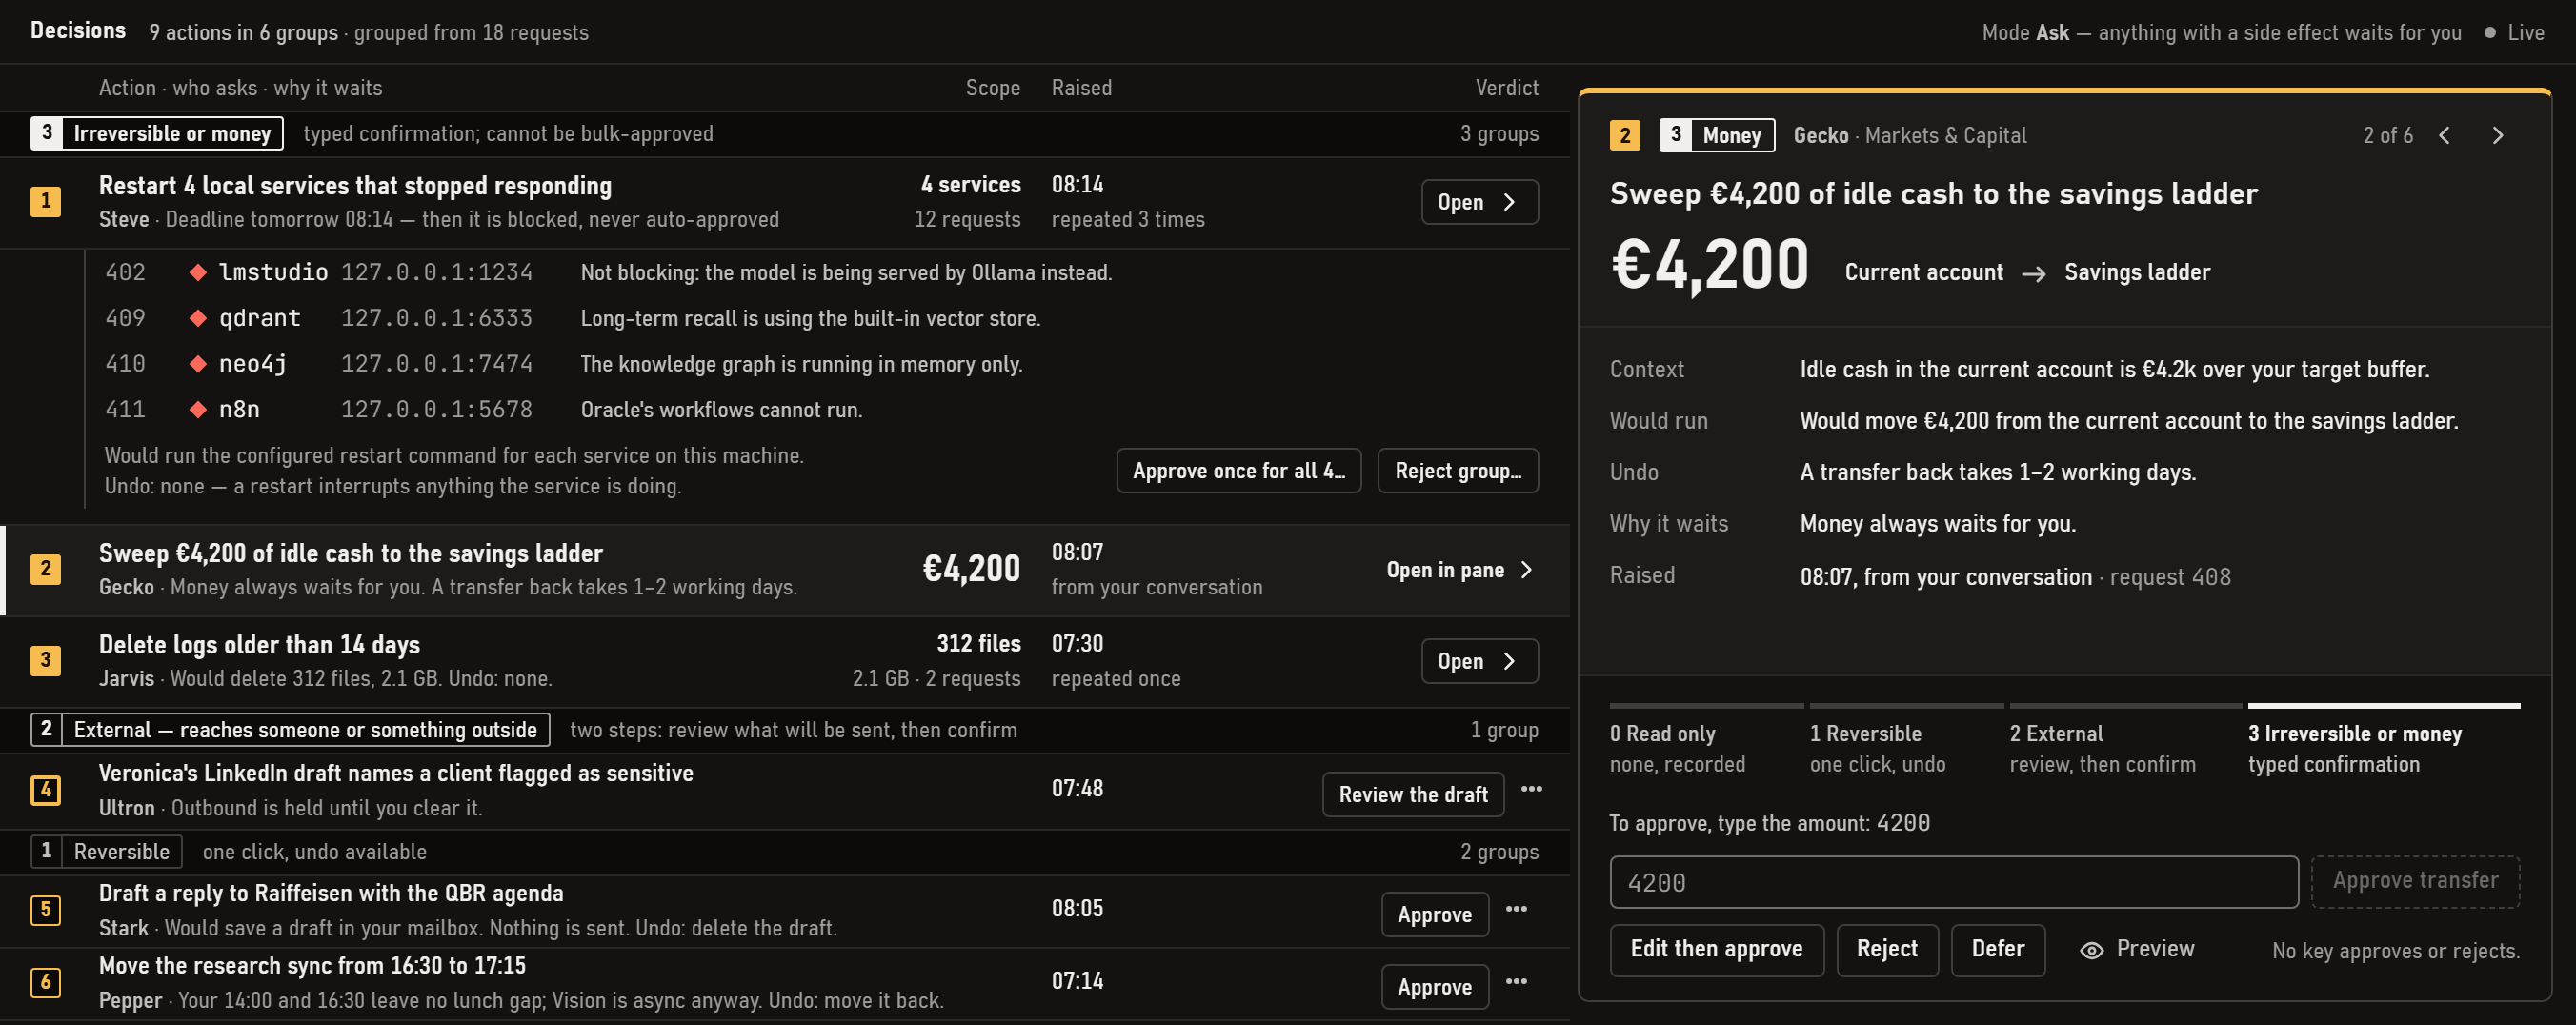 Decisions 9 actions in 6 groups · grouped from 18 requests
Mode Ask — anything with a side effect waits for you Live
Action · who asks · why it waits Scope Raised Verdict
3 Irreversible or money typed confirmation; cannot be bulk-approved 3 groups
1 Restart 4 local services that stopped responding 4 services 08:14 Open
Steve · Deadline tomorrow 08:14 — then it is blocked, never auto-approved 12 requests repeated 3 times
402 lmstudio 127.0.0.1:1234 Not blocking: the model is being served by Ollama instead.
409 qdrant 127.0.0.1:6333 Long-term recall is using the built-in vector store.
410 neo4j 127.0.0.1:7474 The knowledge graph is running in memory only.
411 n8n 127.0.0.1:5678 Oracle's workflows cannot run.
Would run the configured restart command for each service on this machine.
Undo: none — a restart interrupts anything the service is doing.
Approve once for all 4… Reject group…
2 Sweep €4,200 of idle cash to the savings ladder €4,200 08:07 Open in pane
Gecko · Money always waits for you. A transfer back takes 1–2 working days. from your conversation
3 Delete logs older than 14 days 312 files 07:30 Open
Jarvis · Would delete 312 files, 2.1 GB. Undo: none. 2.1 GB · 2 requests repeated once
2 External — reaches someone or something outside two steps: review what will be sent, then confirm 1 group
4 Veronica's LinkedIn draft names a client flagged as sensitive 07:48 Review the draft •••
Ultron · Outbound is held until you clear it.
1 Reversible one click, undo available 2 groups
5 Draft a reply to Raiffeisen with the QBR agenda 08:05 Approve •••
Stark · Would save a draft in your mailbox. Nothing is sent. Undo: delete the draft.
6 Move the research sync from 16:30 to 17:15 07:14 Approve •••
Pepper · Your 14:00 and 16:30 leave no lunch gap; Vision is async anyway. Undo: move it back.
2 3 Money Gecko · Markets & Capital 2 of 6
Sweep €4,200 of idle cash to the savings ladder
€4,200 Current account → Savings ladder
Context Idle cash in the current account is €4.2k over your target buffer.
Would run Would move €4,200 from the current account to the savings ladder.
Undo A transfer back takes 1–2 working days.
Why it waits Money always waits for you.
Raised 08:07, from your conversation · request 408
0 Read only 1 Reversible 2 External 3 Irreversible or money
none, recorded one click, undo review, then confirm typed confirmation
To approve, type the amount: 4200
4200 Approve transfer
Edit then approve Reject Defer Preview No key approves or rejects.